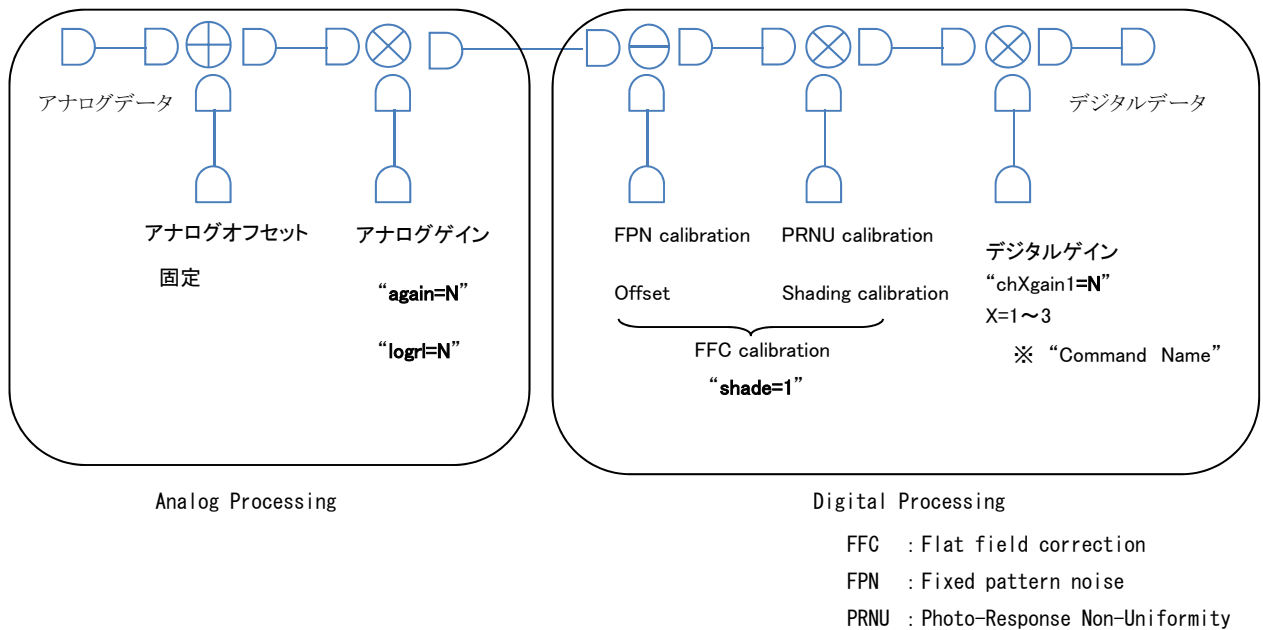 アナログデータ
デジタルデータ
アナログオフセット
固定
アナログゲイン
“again=N”
“logrl=N”
FPN calibration
Offset
PRNU calibration
Shading calibration
FFC calibration
“shade=1”
デジタルゲイン
“chXgain1=N”
X=1～3
※ “Command Name”
Analog Processing
Digital Processing
FFC : Flat field correction
FPN : Fixed pattern noise
PRNU : Photo-Response Non-Uniformity